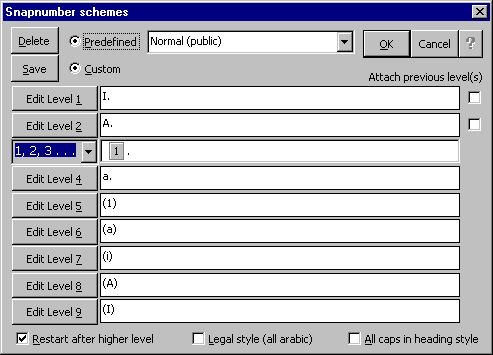 Snapnumber schemes
Delete
Predefined
Normal (public)
OK
Cancel
?
Save
Custom
Attach previous level(s)
Edit Level 1
I.
Edit Level 2
A.
1, 2, 3 . . .
1 .
Edit Level 4
a.
Edit Level 5
(1)
Edit Level 6
(a)
Edit Level 7
(i)
Edit Level 8
(A)
Edit Level 9
(I)
Restart after higher level
Legal style (all arabic)
All caps in heading style